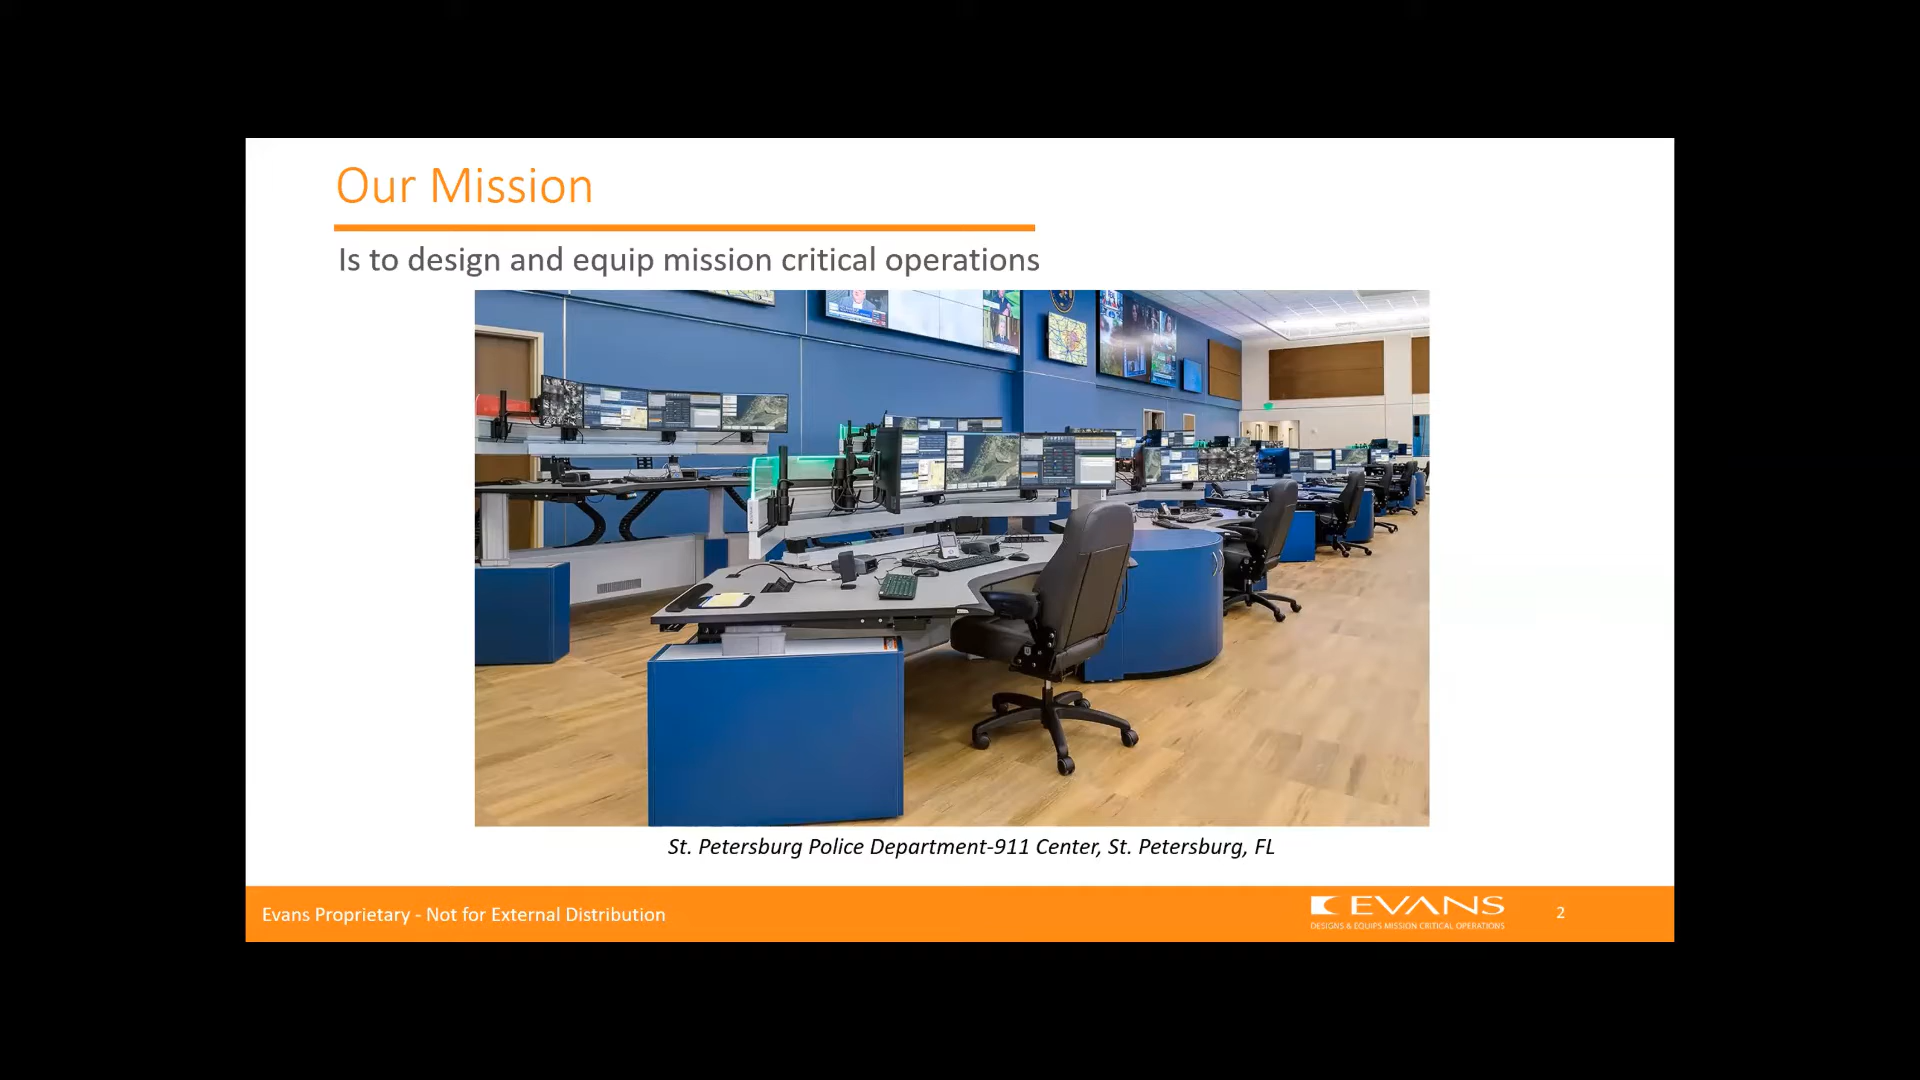 Our Mission
Is to design and equip mission critical operations
St. Petersburg Police Department-911 Center, St. Petersburg, FL
Evans Proprietary - Not for External Distribution
EVANS
DESIGNS & EQUIPS MISSION CRITICAL OPERATIONS
2